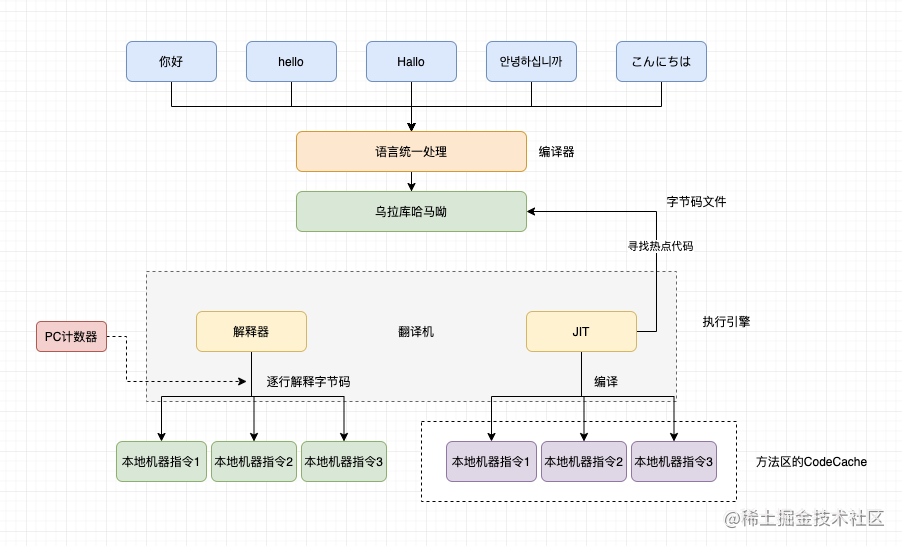 你好
hello
Hallo
안녕하십니까
こんにちは
语言统一处理
编译器
乌拉库哈马呦
字节码文件
寻找热点代码
PC计数器
解释器
翻译机
JIT
执行引擎
逐行解释字节码
编译
本地机器指令1
本地机器指令2
本地机器指令3
本地机器指令1
本地机器指令2
本地机器指令3
方法区的CodeCache
@稀土掘金技术社区